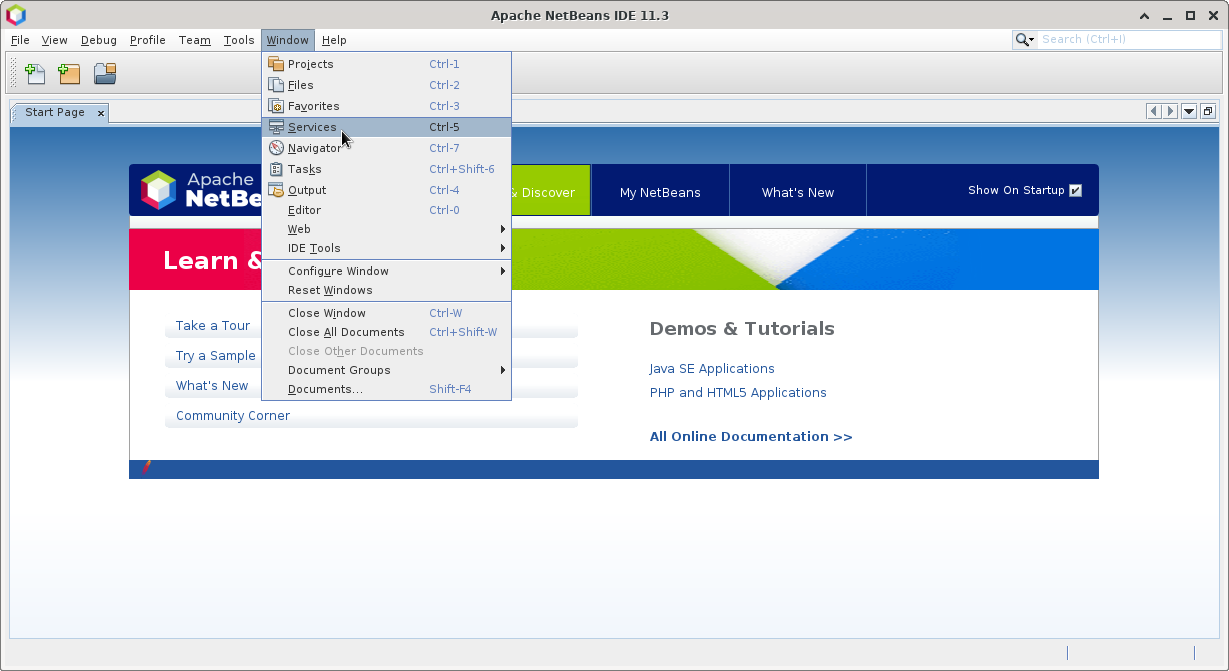 Apache NetBeans IDE 11.3
File View Debug Profile Team Tools Window Help
Search (Ctrl+I)
Projects Ctrl-1
Files Ctrl-2
Favorites Ctrl-3
Services Ctrl-5
Navigator Ctrl-7
Tasks Ctrl+Shift-6
Output Ctrl-4
Editor Ctrl-0
Web
IDE Tools
Configure Window
Reset Windows
Close Window Ctrl-W
Close All Documents Ctrl+Shift-W
Close Other Documents
Document Groups
Documents... Shift-F4
Start Page
Apache
NetBe
& Discover
My NetBeans
What's New
Show On Startup
Learn &
Take a Tour
Try a Sample
What's New
Community Corner
Demos & Tutorials
Java SE Applications
PHP and HTML5 Applications
All Online Documentation >>